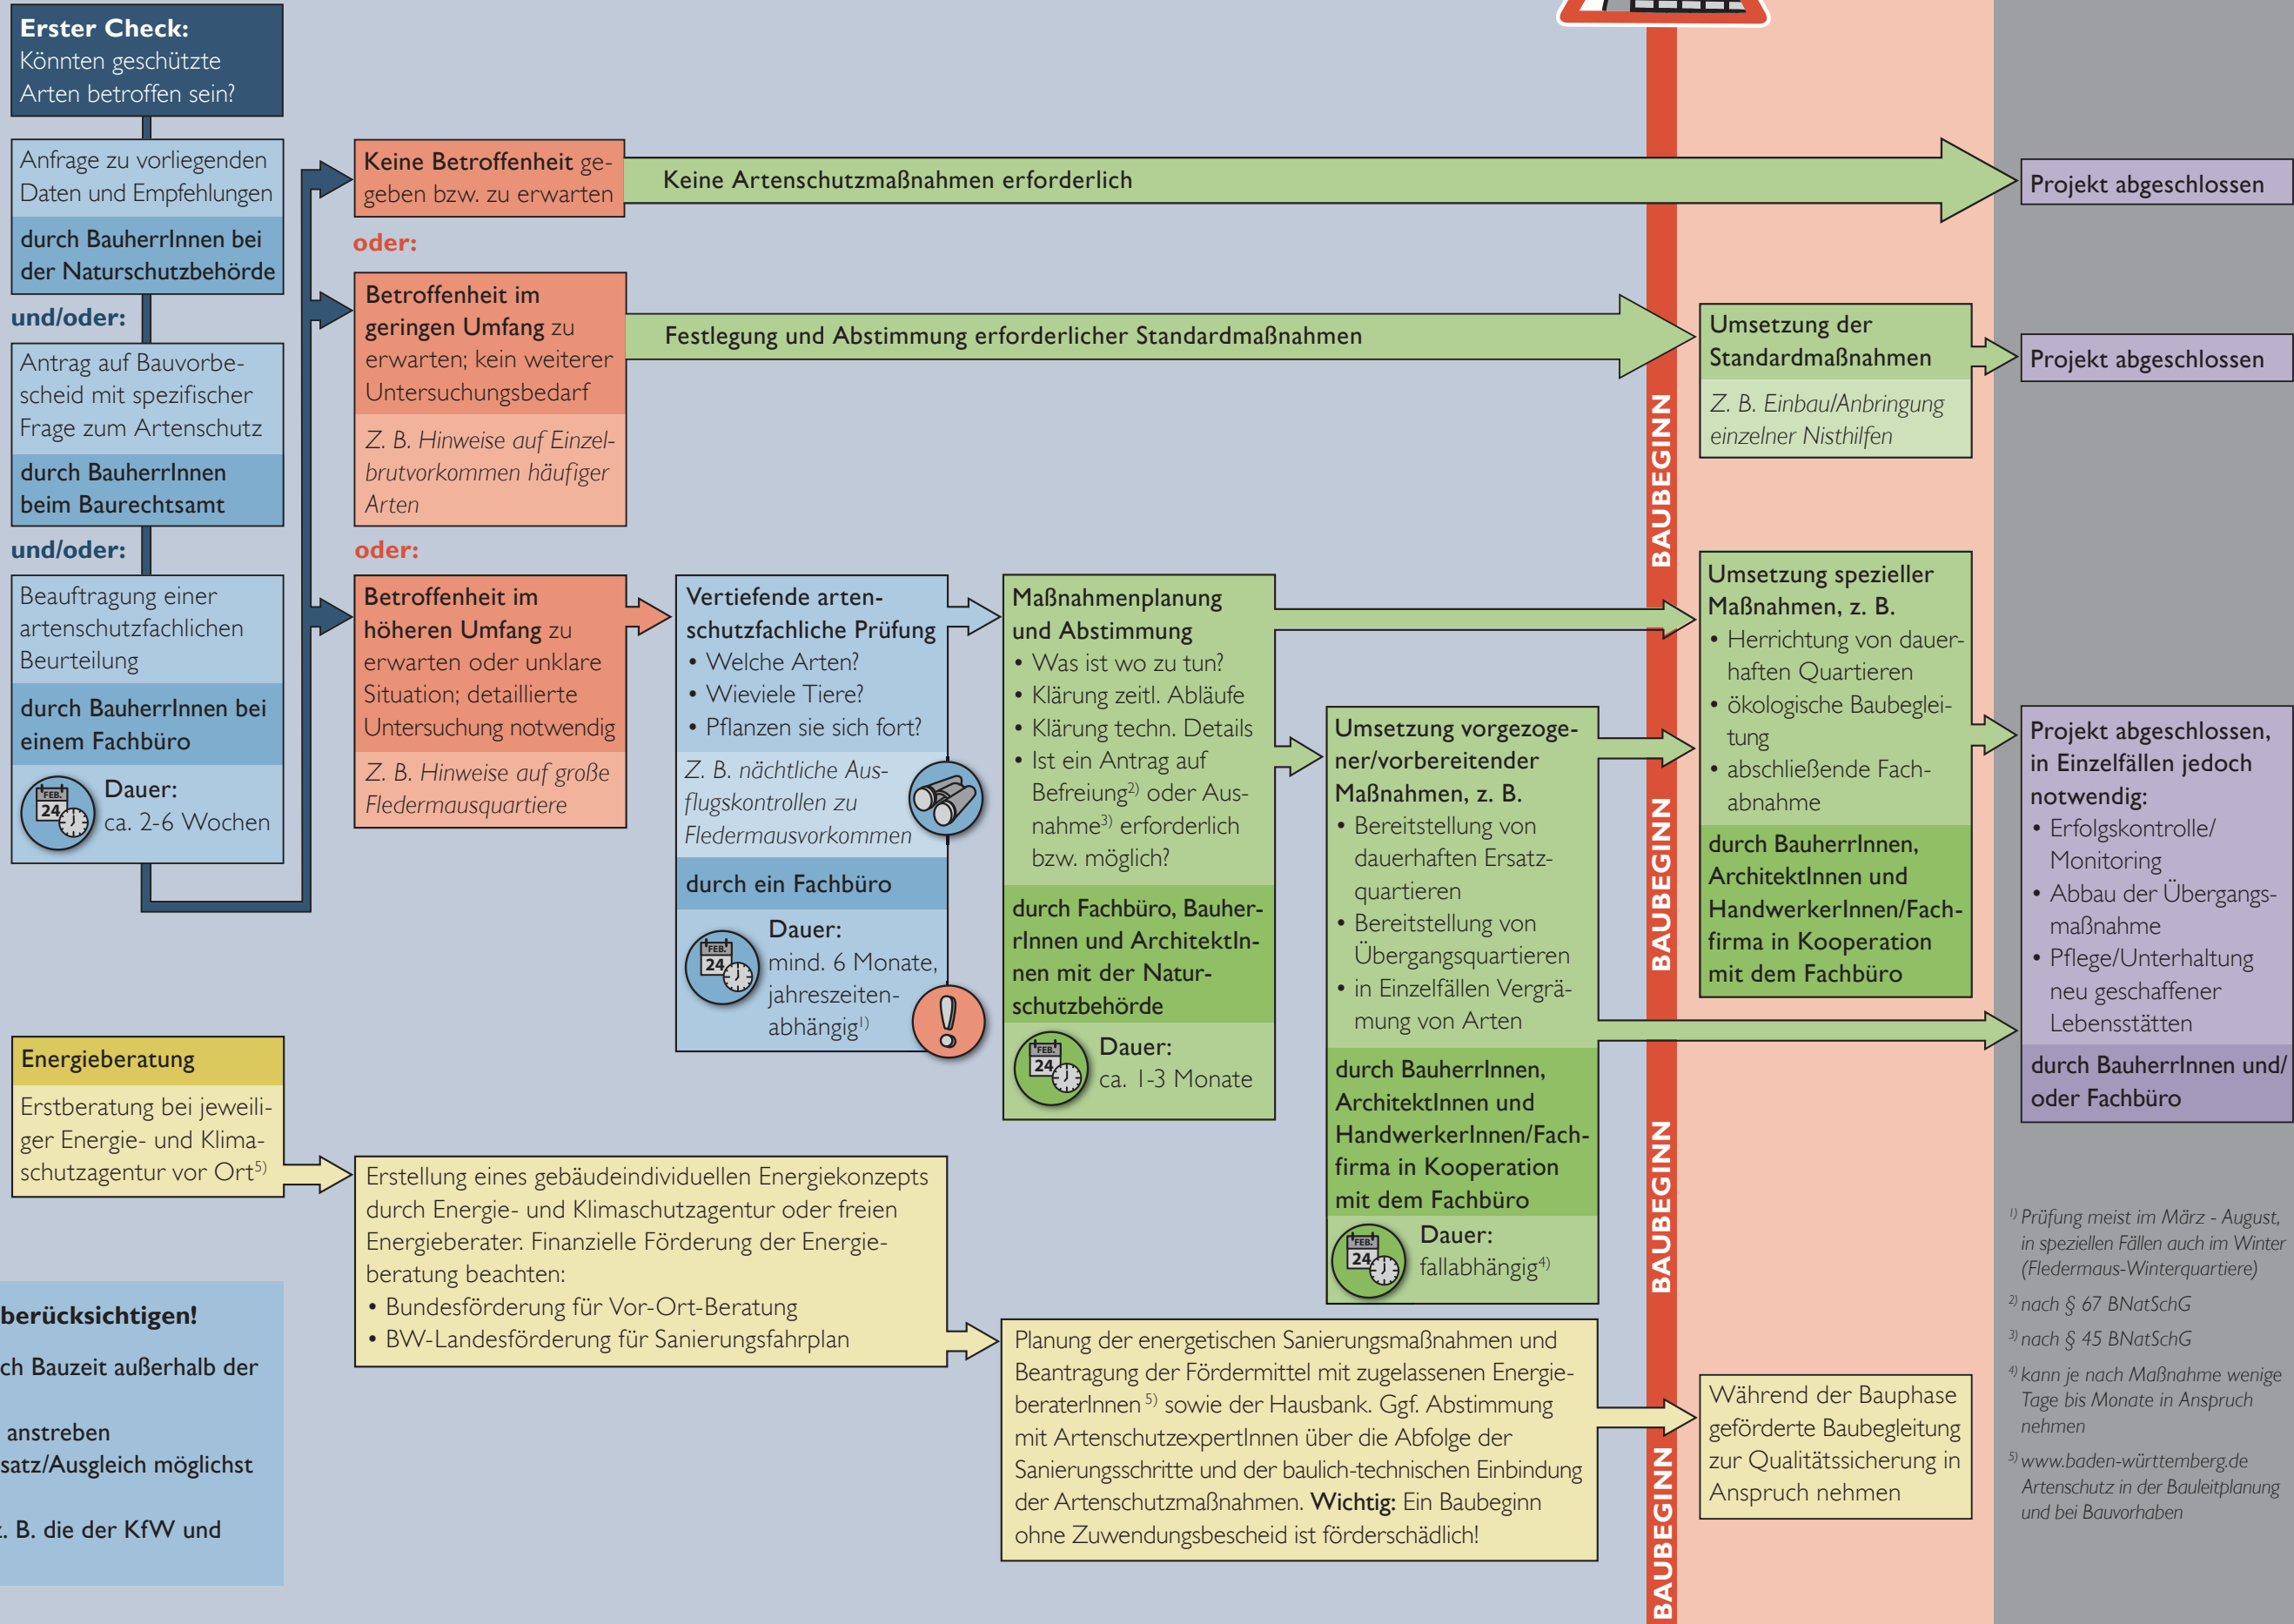 Erster Check:
Könnten geschützte
Arten betroffen sein?
Anfrage zu vorliegenden
Daten und Empfehlungen
durch BauherrInnen bei
der Naturschutzbehörde
und/oder:
Antrag auf Bauvorbe-
scheid mit spezifischer
Frage zum Artenschutz
durch BauherrInnen
beim Baurechtsamt
und/oder:
Beauftragung einer
artenschutzfachlichen
Beurteilung
durch BauherrInnen bei
einem Fachbüro
FEB.
24
Dauer:
ca. 2-6 Wochen
Keine Betroffenheit ge-
geben bzw. zu erwarten
oder:
Betroffenheit im
geringen Umfang zu
erwarten; kein weiterer
Untersuchungsbedarf
Z. B. Hinweise auf Einzel-
brutvorkommen häufiger
Arten
oder:
Betroffenheit im
höheren Umfang zu
erwarten oder unklare
Situation; detaillierte
Untersuchung notwendig
Z. B. Hinweise auf große
Fledermausquartiere
Keine Artenschutzmaßnahmen erforderlich
Projekt abgeschlossen
Festlegung und Abstimmung erforderlicher Standardmaßnahmen
Umsetzung der
Standardmaßnahmen
Z. B. Einbau/Anbringung
einzelner Nisthilfen
Projekt abgeschlossen
Vertiefende arten-
schutzfachliche Prüfung
• Welche Arten?
• Wieviele Tiere?
• Pflanzen sie sich fort?
Z. B. nächtliche Aus-
flugskontrollen zu
Fledermausvorkommen
durch ein Fachbüro
FEB.
24
Dauer:
mind. 6 Monate,
jahreszeiten-
abhängig1)
!
Maßnahmenplanung
und Abstimmung
• Was ist wo zu tun?
• Klärung zeitl. Abläufe
• Klärung techn. Details
• Ist ein Antrag auf
Befreiung2) oder Aus-
nahme3) erforderlich
bzw. möglich?
durch Fachbüro, Bauher-
rInnen und ArchitektIn-
nen mit der Natur-
schutzbehörde
FEB.
24
Dauer:
ca. 1-3 Monate
Umsetzung vorgezoge-
ner/vorbereitender
Maßnahmen, z. B.
• Bereitstellung von
dauerhaften Ersatz-
quartieren
• Bereitstellung von
Übergangsquartieren
• in Einzelfällen Vergrä-
mung von Arten
durch BauherrInnen,
ArchitektInnen und
HandwerkerInnen/Fach-
firma in Kooperation
mit dem Fachbüro
FEB.
24
Dauer:
fallabhängig4)
BAUBEGINN
BAUBEGINN
BAUBEGINN
BAUBEGINN
Umsetzung spezieller
Maßnahmen, z. B.
• Herrichtung von dauer-
haften Quartieren
• ökologische Baubeglei-
tung
• abschließende Fach-
abnahme
durch BauherrInnen,
ArchitektInnen und
HandwerkerInnen/Fach-
firma in Kooperation
mit dem Fachbüro
Projekt abgeschlossen,
in Einzelfällen jedoch
notwendig:
• Erfolgskontrolle/
Monitoring
• Abbau der Übergangs-
maßnahme
• Pflege/Unterhaltung
neu geschaffener
Lebensstätten
durch BauherrInnen und/
oder Fachbüro
Energieberatung
Erstberatung bei jeweili-
ger Energie- und Klima-
schutzagentur vor Ort5)
Erstellung eines gebäudeindividuellen Energiekonzepts
durch Energie- und Klimaschutzagentur oder freien
Energieberater. Finanzielle Förderung der Energie-
beratung beachten:
• Bundesförderung für Vor-Ort-Beratung
• BW-Landesförderung für Sanierungsfahrplan
Planung der energetischen Sanierungsmaßnahmen und
Beantragung der Fördermittel mit zugelassenen Energie-
beraterInnen 5) sowie der Hausbank. Ggf. Abstimmung
mit ArtenschutzexpertInnen über die Abfolge der
Sanierungsschritte und der baulich-technischen Einbindung
der Artenschutzmaßnahmen. Wichtig: Ein Baubeginn
ohne Zuwendungsbescheid ist förderschädlich!
Während der Bauphase
geförderte Baubegleitung
zur Qualitätssicherung in
Anspruch nehmen
berücksichtigen!
ch Bauzeit außerhalb der
anstreben
satz/Ausgleich möglichst
z. B. die der KfW und
1) Prüfung meist im März - August,
in speziellen Fällen auch im Winter
(Fledermaus-Winterquartiere)
2) nach § 67 BNatSchG
3) nach § 45 BNatSchG
4) kann je nach Maßnahme wenige
Tage bis Monate in Anspruch
nehmen
5) www.baden-württemberg.de
Artenschutz in der Bauleitplanung
und bei Bauvorhaben